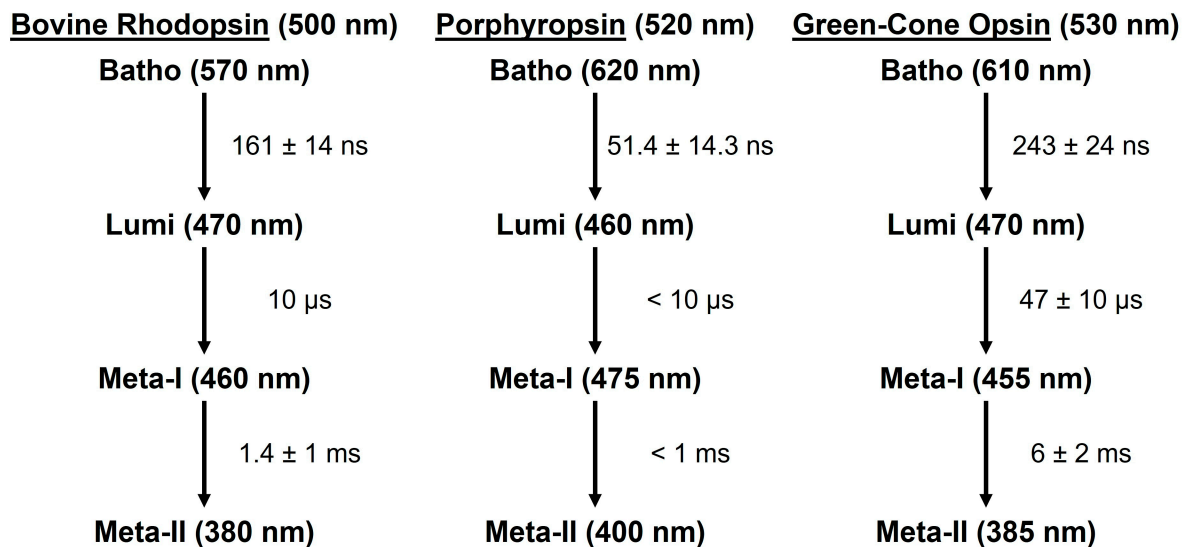 Bovine Rhodopsin (500 nm)
Batho (570 nm)
161 ± 14 ns
Lumi (470 nm)
10 µs
Meta-I (460 nm)
1.4 ± 1 ms
Meta-II (380 nm)
Porphyropsin (520 nm)
Batho (620 nm)
51.4 ± 14.3 ns
Lumi (460 nm)
< 10 µs
Meta-I (475 nm)
< 1 ms
Meta-II (400 nm)
Green-Cone Opsin (530 nm)
Batho (610 nm)
243 ± 24 ns
Lumi (470 nm)
47 ± 10 µs
Meta-I (455 nm)
6 ± 2 ms
Meta-II (385 nm)